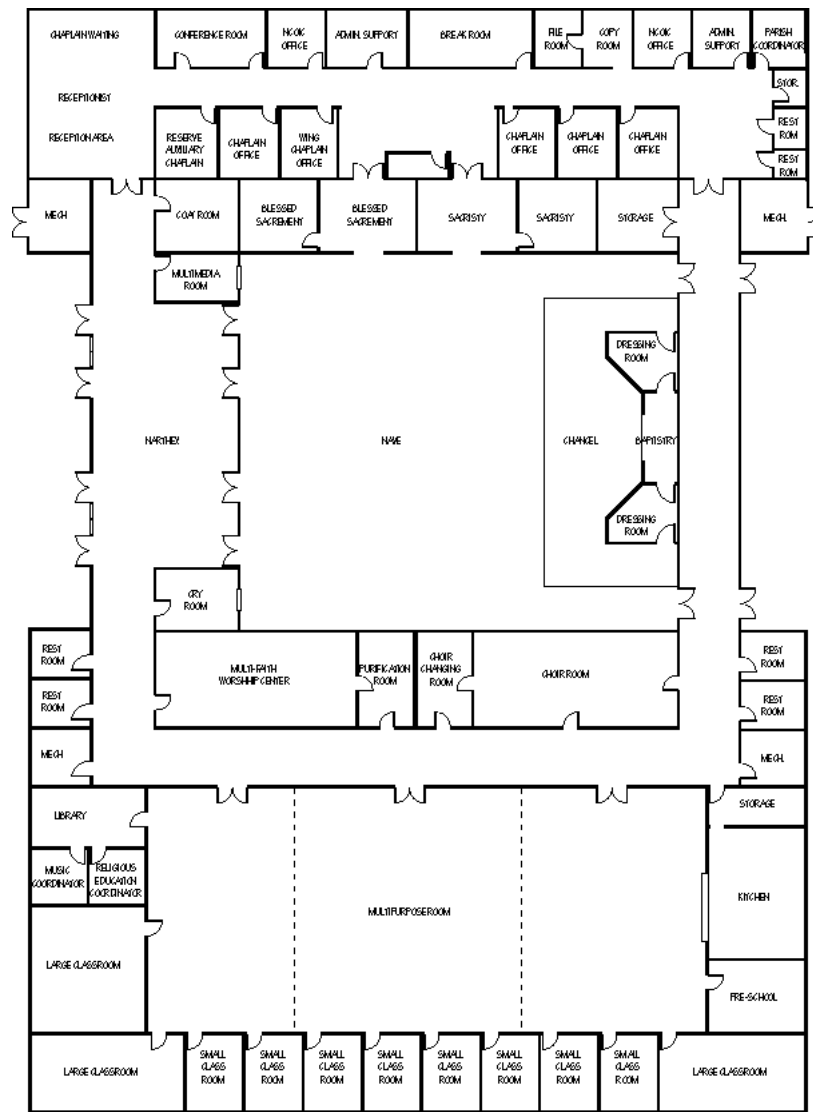 CHAPLAIN WAITING
CONFERENCE ROOM
NCOIC
OFFICE
ADMIN. SUPPORT
BREAK ROOM
FILE
ROOM
COPY
ROOM
NCOIC
OFFICE
ADMIN.
SUPPORT
PARISH
COORDINATOR
RECEPTIONIST
STOR.
RECEPTION AREA
RESERVE
AUXILIARY
CHAPLAIN
CHAPLAIN
OFFICE
WING
CHAPLAIN
OFFICE
CHAPLAIN
OFFICE
CHAPLAIN
OFFICE
CHAPLAIN
OFFICE
REST
ROOM
REST
ROOM
MECH
COAT ROOM
BLESSED
SACREMENT
BLESSED
SACREMENT
SACRISTY
SACRISTY
STORAGE
MECH.
MULTIMEDIA
ROOM
DRESSING
ROOM
NARTHEX
NAVE
CHANCEL
BAPTISTRY
DRESSING
ROOM
CRY
ROOM
REST
ROOM
MULTI-FAITH
WORSHIP CENTER
PURIFICATION
ROOM
CHOIR
CHANGING
ROOM
CHOIR ROOM
REST
ROOM
REST
ROOM
REST
ROOM
MECH
MECH.
LIBRARY
STORAGE
MUSIC
COORDINATOR
RELIGIOUS
EDUCATION
COORDINATOR
MULTIPURPOSE ROOM
KITCHEN
LARGE CLASSROOM
PRE-SCHOOL
LARGE CLASSROOM
SMALL
CLASS
ROOM
SMALL
CLASS
ROOM
SMALL
CLASS
ROOM
SMALL
CLASS
ROOM
SMALL
CLASS
ROOM
SMALL
CLASS
ROOM
SMALL
CLASS
ROOM
SMALL
CLASS
ROOM
LARGE CLASSROOM